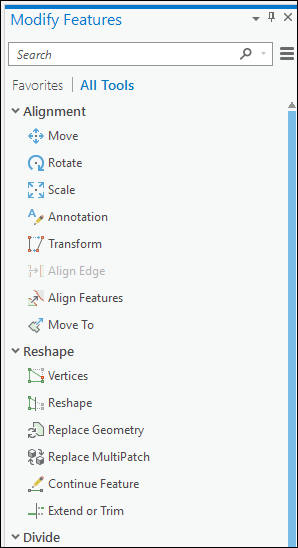 Modify Features
Search
Favorites | All Tools
Alignment
Move
Rotate
Scale
Annotation
Transform
Align Edge
Align Features
Move To
Reshape
Vertices
Reshape
Replace Geometry
Replace MultiPatch
Continue Feature
Extend or Trim
Divide